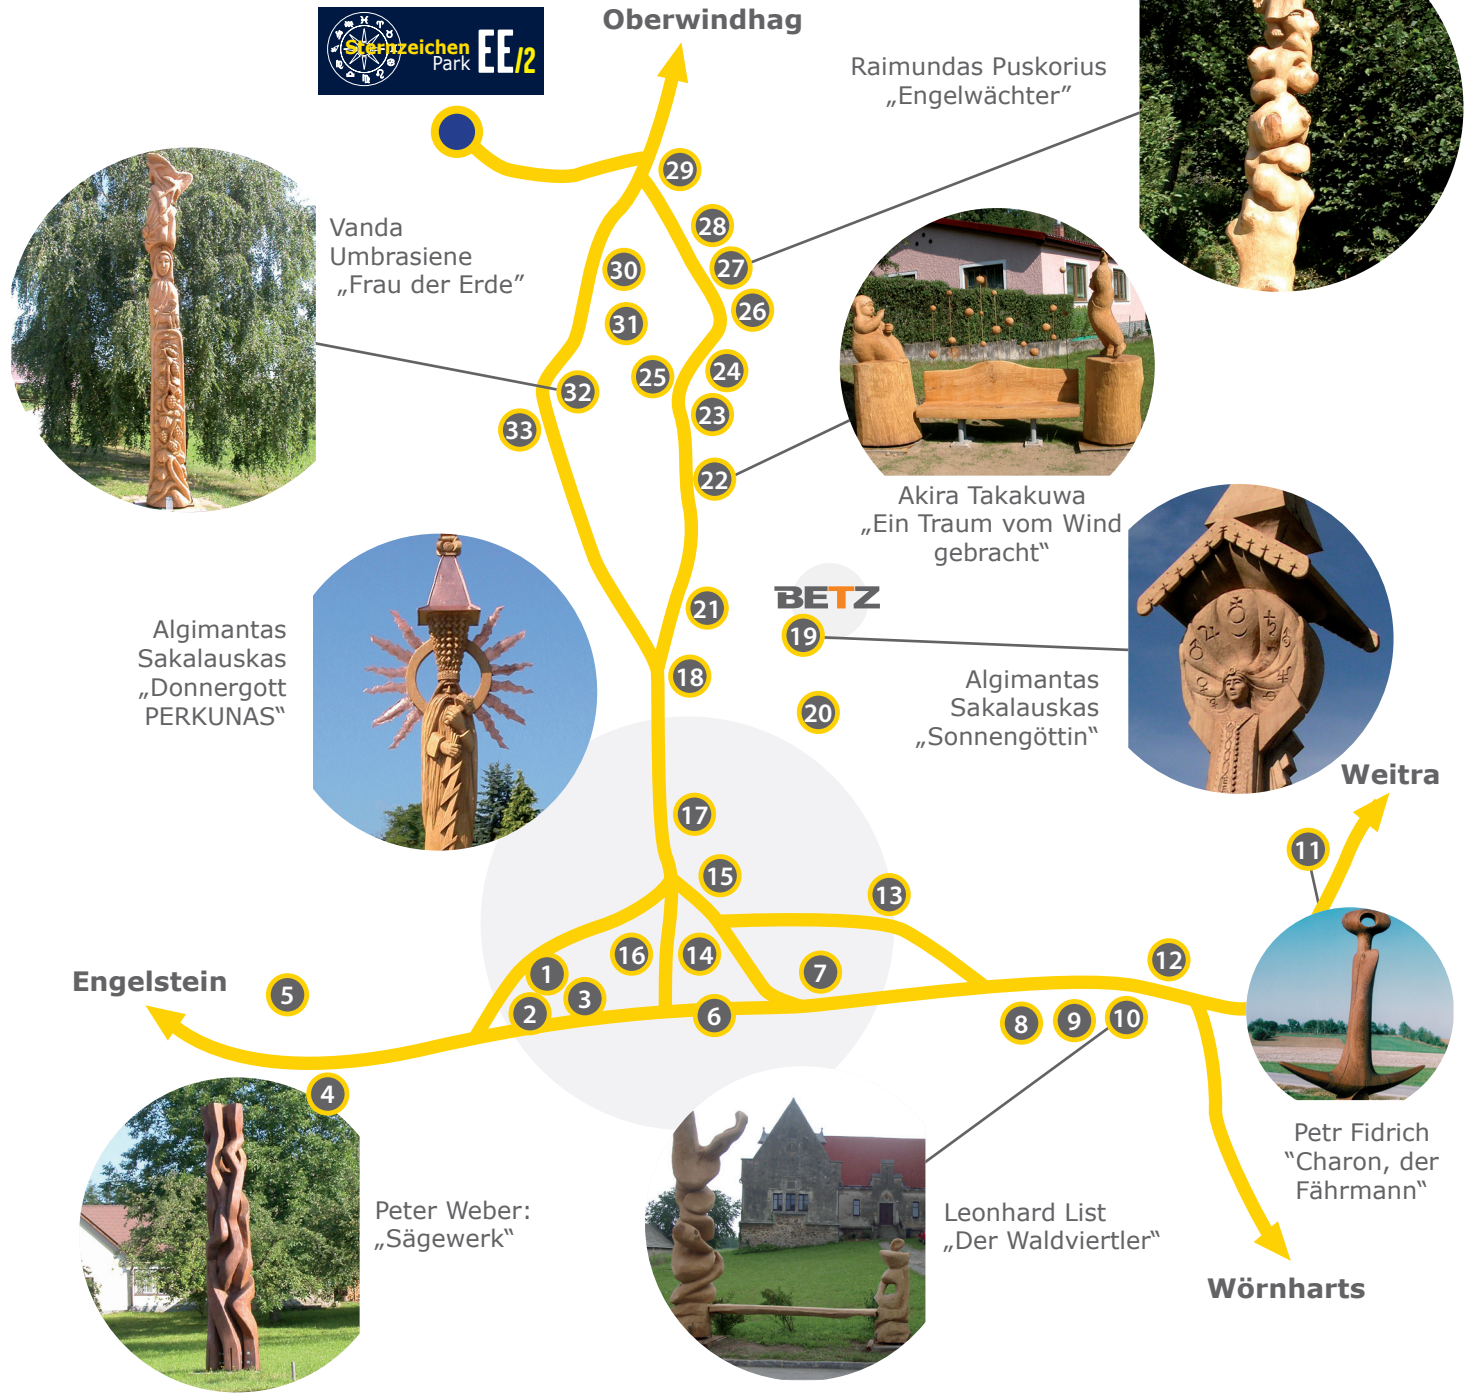 Oberwindhag
Sternzeichen
Park
EE/2
Raimundas Puskorius
„Engelwächter”
29
28
27
26
30
31
32
33
25
24
23
22
Vanda
Umbrasiene
„Frau der Erde”
Akira Takakuwa
„Ein Traum vom Wind
gebracht“
BETZ
21
19
18
20
Algimantas
Sakalauskas
„Donnergott
PERKUNAS“
Algimantas
Sakalauskas
„Sonnengöttin“
Weitra
17
15
13
11
16
14
7
12
1
2
3
6
8
9
10
Engelstein
5
4
Petr Fidrich
“Charon, der
Fährmann“
Peter Weber:
„Sägewerk“
Leonhard List
„Der Waldviertler“
Wörnharts